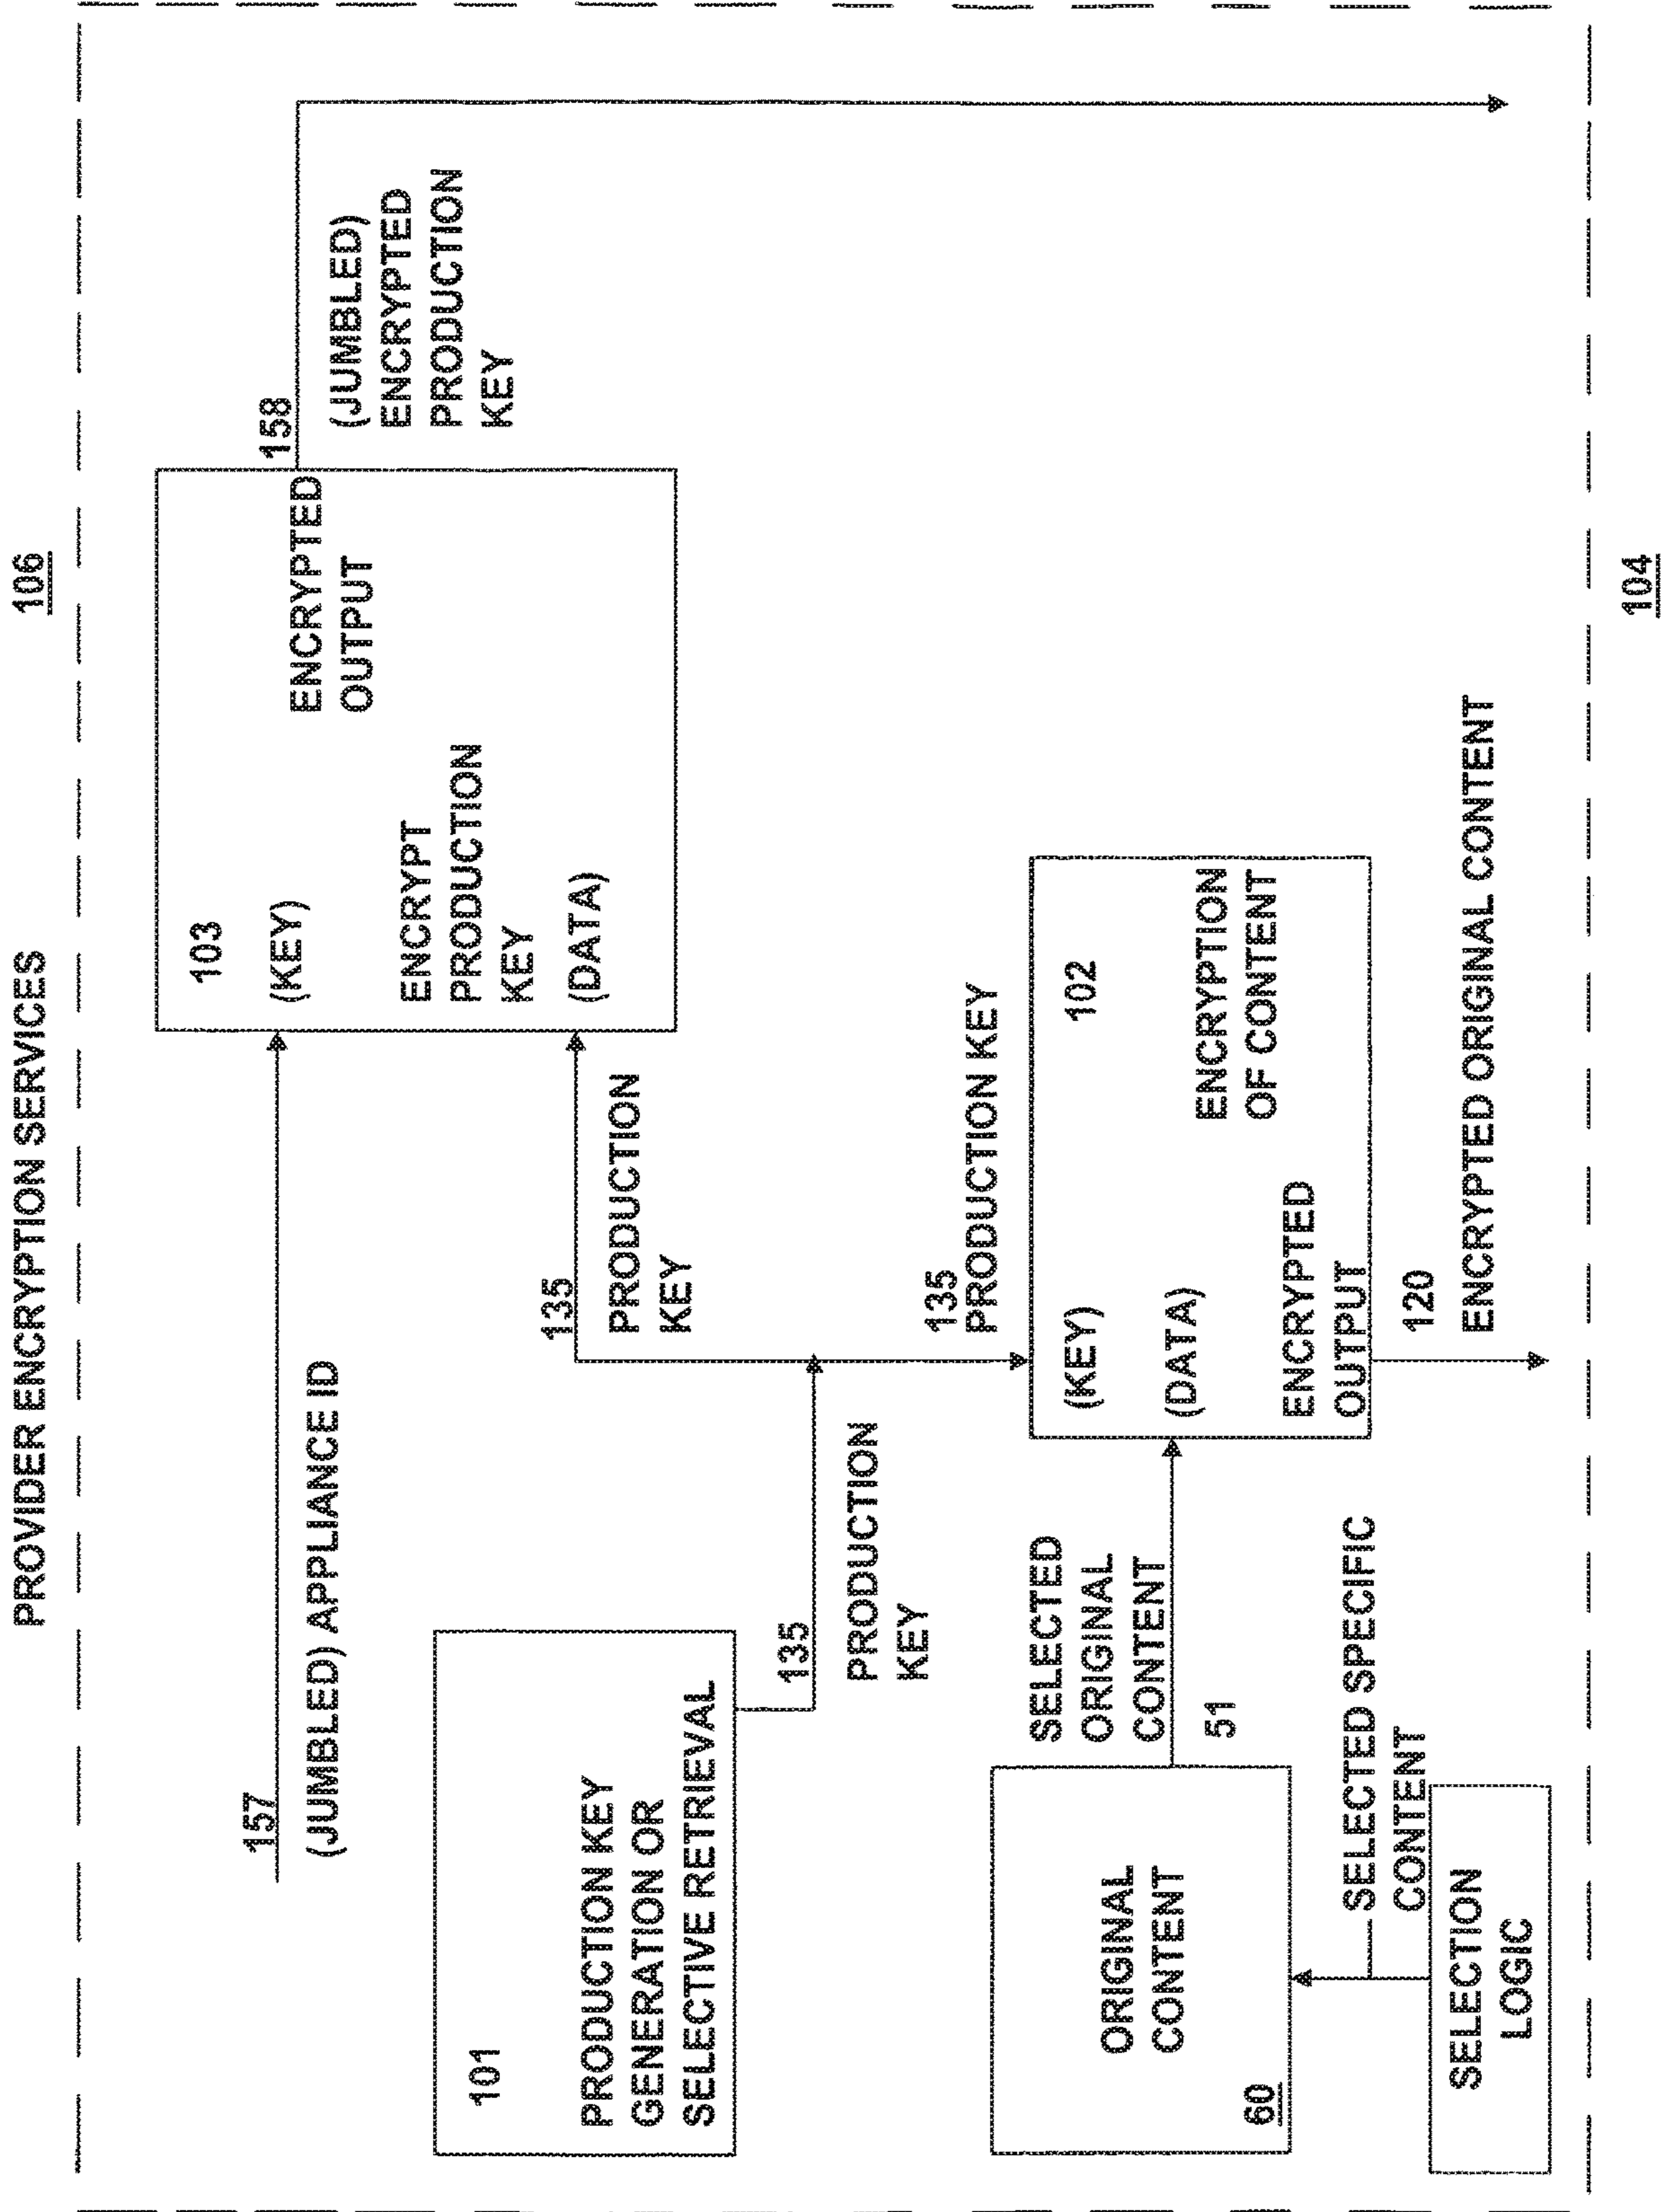 PROVIDER ENCRYPTION SERVICES
106
157
(JUMBLED) APPLIANCE ID
103
(KEY)
ENCRYPT
PRODUCTION
KEY
(DATA)
ENCRYPTED
OUTPUT
158
(JUMBLED)
ENCRYPTED
PRODUCTION
KEY
101
PRODUCTION KEY
GENERATION OR
SELECTIVE RETRIEVAL
135
PRODUCTION
KEY
135
PRODUCTION
KEY
135
PRODUCTION KEY
102
(KEY)
(DATA)
ENCRYPTION
OF CONTENT
ENCRYPTED
OUTPUT
SELECTED
ORIGINAL
CONTENT
51
ORIGINAL
CONTENT
60
SELECTED SPECIFIC
CONTENT
SELECTION
LOGIC
120
ENCRYPTED ORIGINAL CONTENT
104